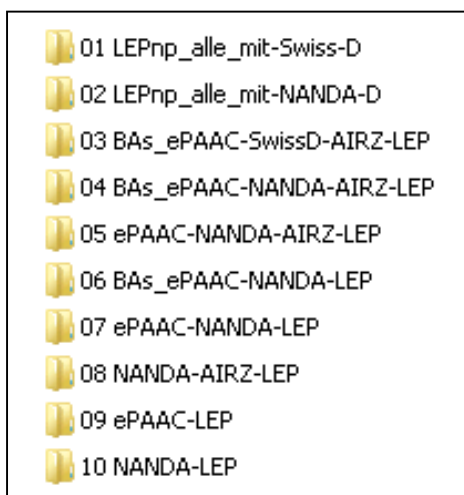 01 LEPnp_alle_mit-Swiss-D
02 LEPnp_alle_mit-NANDA-D
03 BAs_ePAAC-SwissD-AIRZ-LEP
04 BAs_ePAAC-NANDA-AIRZ-LEP
05 ePAAC-NANDA-AIRZ-LEP
06 BAs_ePAAC-NANDA-LEP
07 ePAAC-NANDA-LEP
08 NANDA-AIRZ-LEP
09 ePAAC-LEP
10 NANDA-LEP